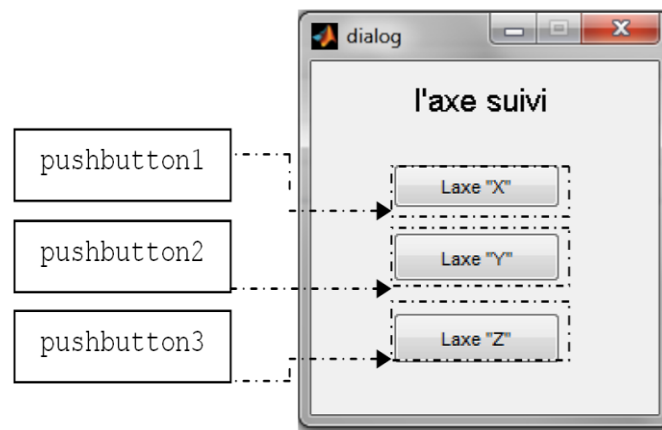 dialog
l'axe suivi
pushbutton1
Laxe "X"
pushbutton2
Laxe "Y"
pushbutton3
Laxe "Z"